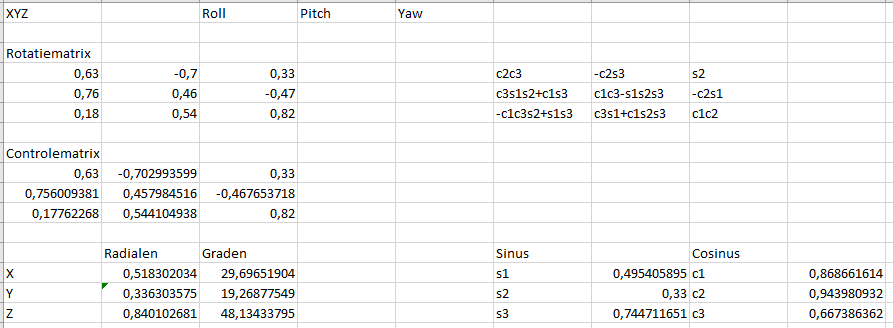 XYZ Roll Pitch Yaw
Rotatiematrix
0,63 -0,7 0,33 c2c3 -c2s3 s2
0,76 0,46 -0,47 c3s1s2+c1s3 c1c3-s1s2s3 -c2s1
0,18 0,54 0,82 -c1c3s2+s1s3 c3s1+c1s2s3 c1c2
Controlematrix
0,63 -0,702993599 0,33
0,756009381 0,457984516 -0,467653718
0,17762268 0,544104938 0,82
Radialen Graden Sinus Cosinus
X 0,518302034 29,69651904 s1 0,495405895 c1 0,868661614
Y 0,336303575 19,26877549 s2 0,33 c2 0,943980932
Z 0,840102681 48,13433795 s3 0,744711651 c3 0,667386362